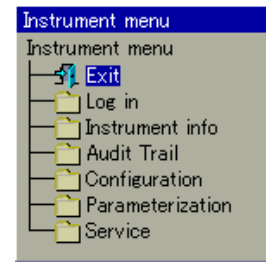 Instrument menu
Instrument menu
Exit
Log in
Instrument info
Audit Trail
Configuration
Parameterization
Service